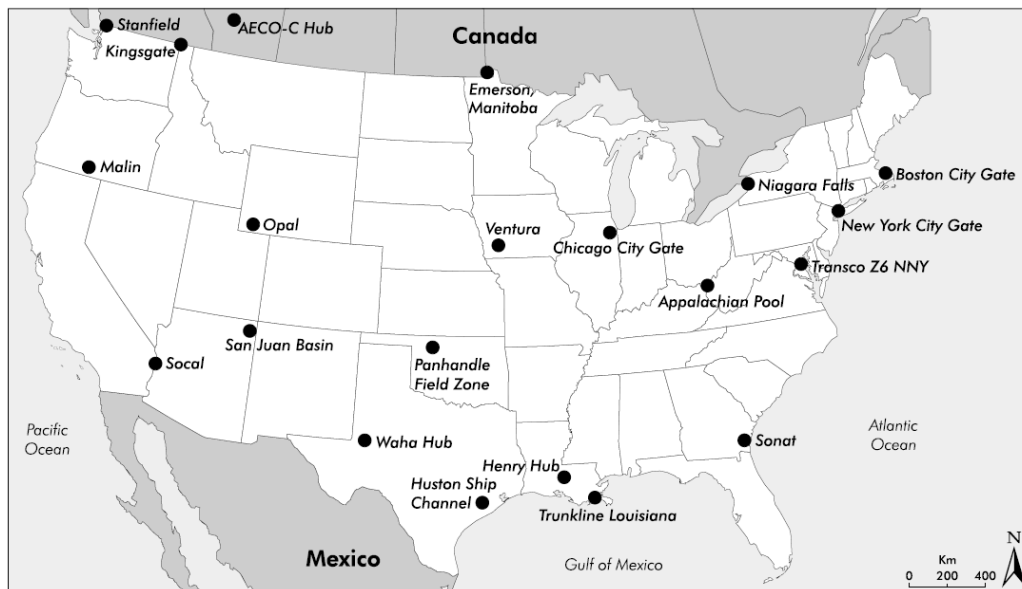 Stanfield
AECO-C Hub
Kingsgate
Canada
Emerson,
Manitoba
Malin
Niagara Falls
Boston City Gate
Opal
Ventura
Chicago City Gate
New York City Gate
Transco Z6 NNY
Appalachian Pool
San Juan Basin
Socal
Panhandle
Field Zone
Pacific
Ocean
Waha Hub
Atlantic
Ocean
Sonat
Henry Hub
Huston Ship
Channel
Trunkline Louisiana
Mexico
Gulf of Mexico
N
Km
0 200 400